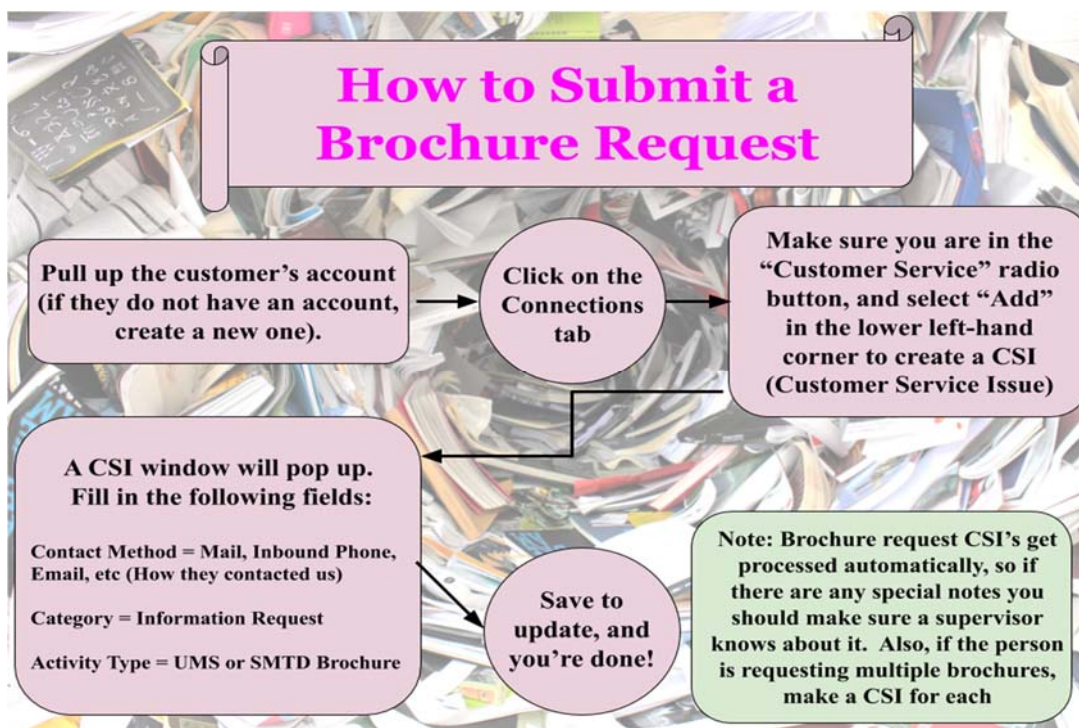 How to Submit a
Brochure Request
Pull up the customer’s account
(if they do not have an account,
create a new one).
Click on the
Connections
tab
Make sure you are in the
“Customer Service” radio
button, and select “Add”
in the lower left-hand
corner to create a CSI
(Customer Service Issue)
A CSI window will pop up.
Fill in the following fields:
Contact Method = Mail, Inbound Phone,
Email, etc (How they contacted us)
Category = Information Request
Activity Type = UMS or SMTD Brochure
Save to
update, and
you’re done!
Note: Brochure request CSI’s get
processed automatically, so if
there are any special notes you
should make sure a supervisor
knows about it.  Also, if the person
is requesting multiple brochures,
make a CSI for each